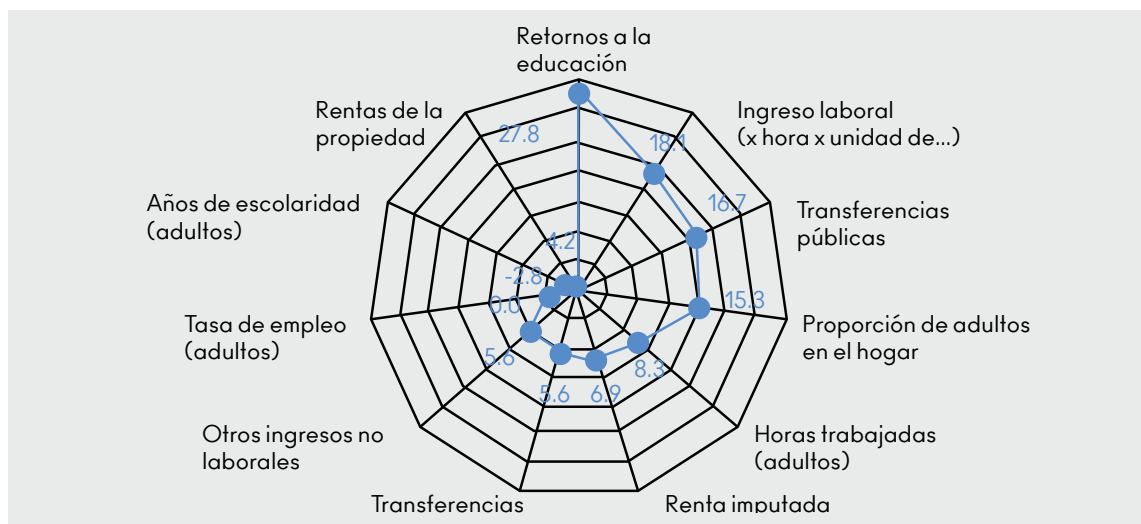 Retornos a la
educación
Rentas de la
propiedad
Ingreso laboral
(x hora x unidad de...)
27.8
18.1
Años de escolaridad
(adultos)
16.7
Transferencias
públicas
-4.2
-2.8
0.0
15.3
Tasa de empleo
(adultos)
Proporción de adultos
en el hogar
5.6
8.3
5.6
6.9
Otros ingresos no
laborales
Horas trabajadas
(adultos)
Transferencias
Renta imputada